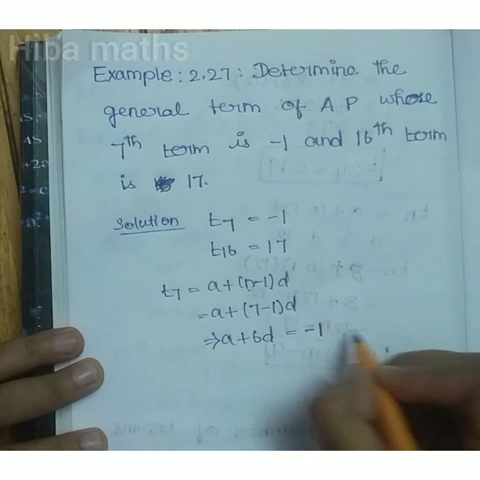 Hiba maths
Example: 2.27: Determine the
general term of A.P whose
7th term is -1 and 16th term
is 17.
Solution t7 = -1
t16 = 17
t7 = a+(n-1)d
= a+(7-1)d
⇒ a+6d = -1